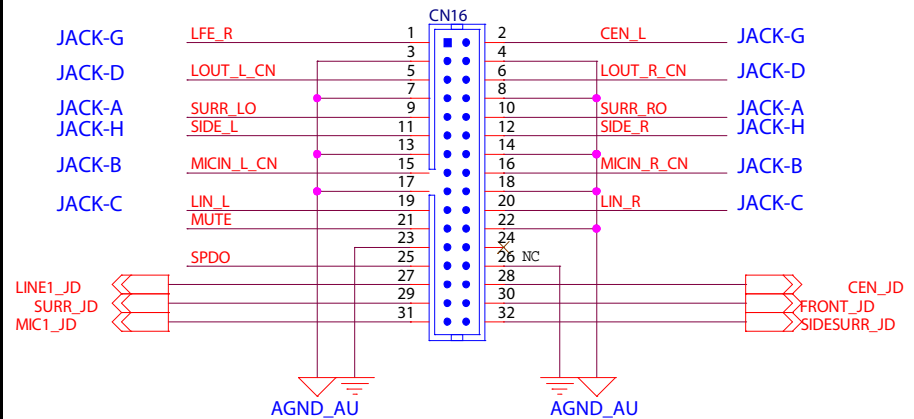 CN16
JACK-G LFE_R 1 2 CEN_L JACK-G
3 4
JACK-D LOUT_L_CN 5 6 LOUT_R_CN JACK-D
7 8
JACK-A SURR_LO 9 10 SURR_RO JACK-A
JACK-H SIDE_L 11 12 SIDE_R JACK-H
13 14
JACK-B MICIN_L_CN 15 16 MICIN_R_CN JACK-B
17 18
JACK-C LIN_L 19 20 LIN_R JACK-C
MUTE 21 22
23 24
SPDO 25 26 NC
LINE1_JD 27 28 CEN_JD
SURR_JD 29 30 FRONT_JD
MIC1_JD 31 32 SIDESURR_JD
AGND_AU AGND_AU